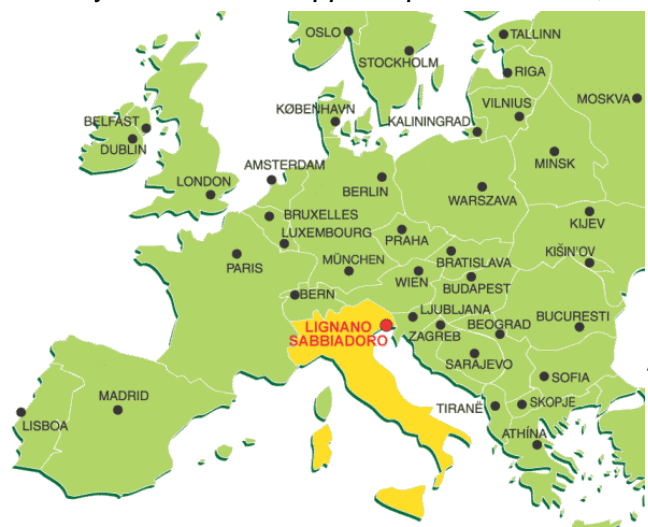 OSLO
TALLINN
STOCKHOLM
RIGA
MOSKVA
VILNIUS
KØBENHAVN
KALININGRAD
BELFAST
DUBLIN
MINSK
AMSTERDAM
LONDON
BERLIN
WARSZAVA
BRUXELLES
KIJEV
LUXEMBOURG
PRAHA
KIŠIN'OV
PARIS
MÜNCHEN
BRATISLAVA
WIEN
BUDAPEST
BERN
LJUBLJANA
LIGNANO
SABBIADORO
ZAGREB
BEOGRAD
BUCURESTI
SARAJEVO
SOFIA
MADRID
TIRANË
SKOPJE
LISBOA
ATHÍNA